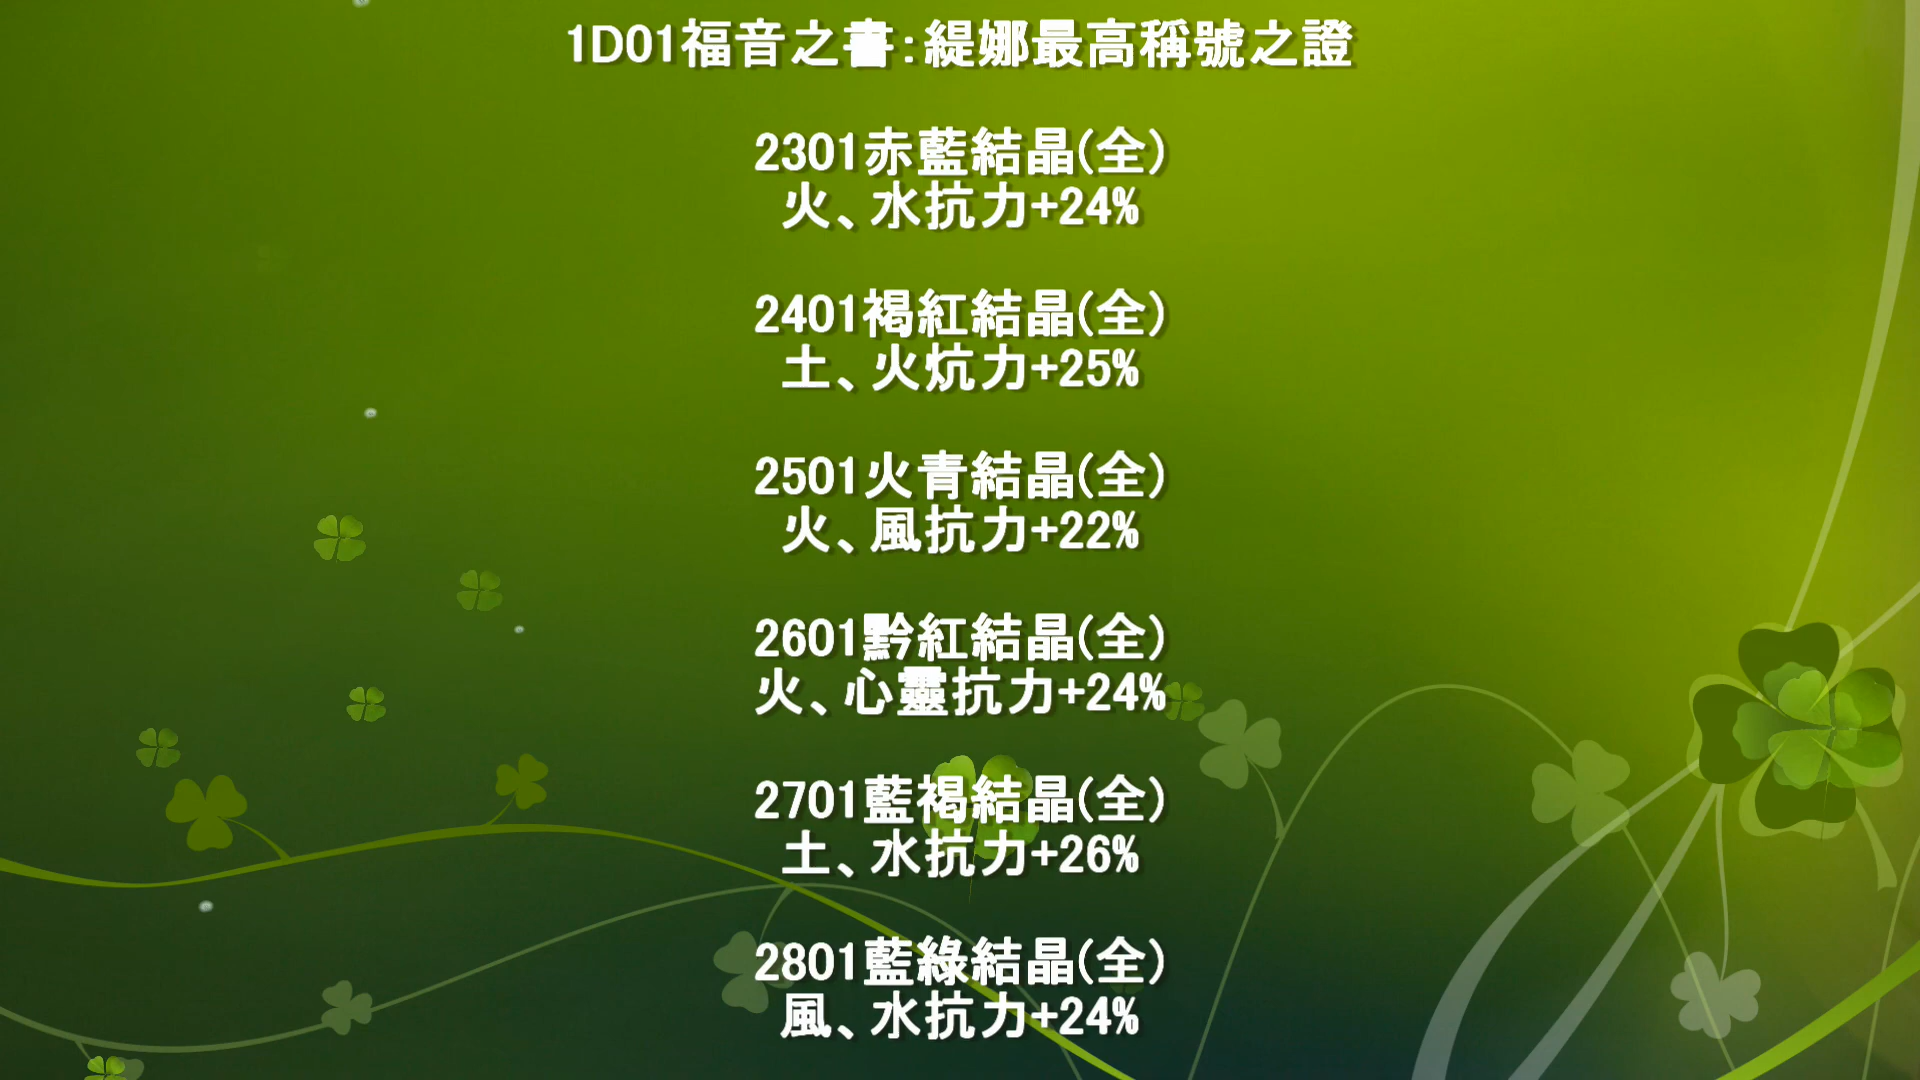 1D01福音之書:緹娜最高稱號之證
2301赤藍結晶(全)
火、水抗力+24%
2401褐紅結晶(全)
土、火炕力+25%
2501火青結晶(全)
火、風抗力+22%
2601黔紅結晶(全)
火、心靈抗力+24%
2701藍褐結晶(全)
土、水抗力+26%
2801藍綠結晶(全)
風、水抗力+24%